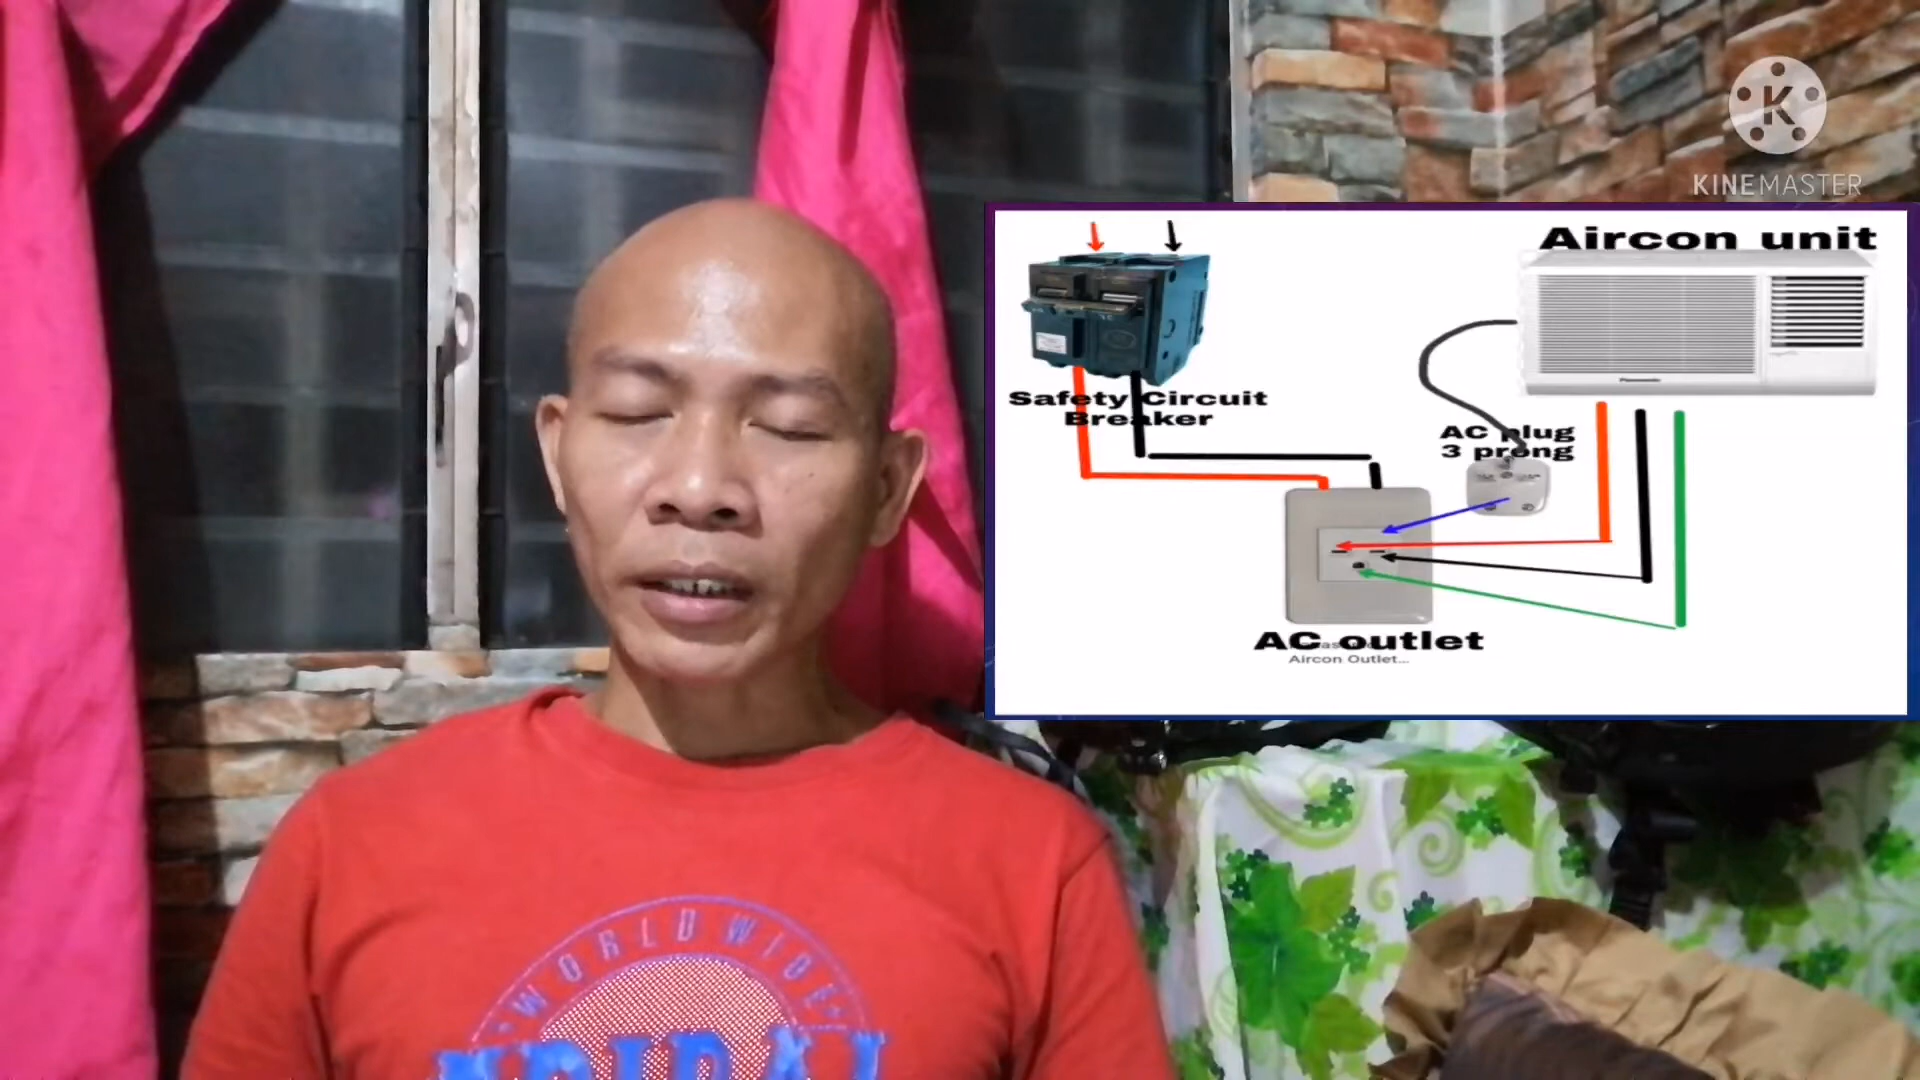 KINEMASTER
Aircon unit
Safety Circuit
Breaker
AC plug
3 prong
AC outlet
Aircon Outlet...
WORLD WIDE